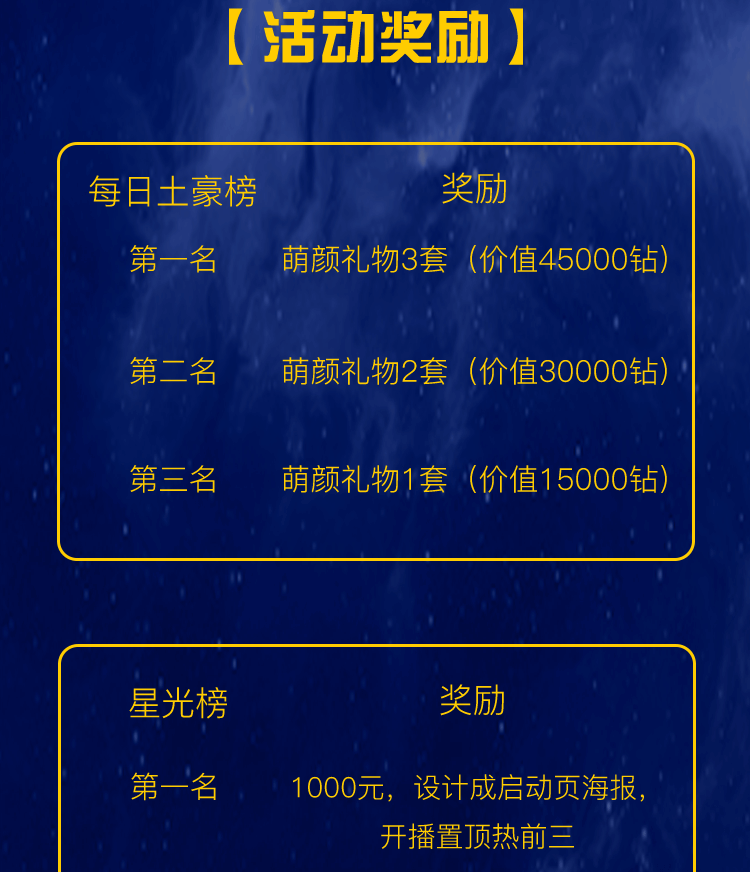 【活动奖励】
每日土豪榜 奖励
第一名 萌颜礼物3套（价值45000钻）
第二名 萌颜礼物2套（价值30000钻）
第三名 萌颜礼物1套（价值15000钻）
星光榜 奖励
第一名 1000元，设计成启动页海报，
开播置顶热前三